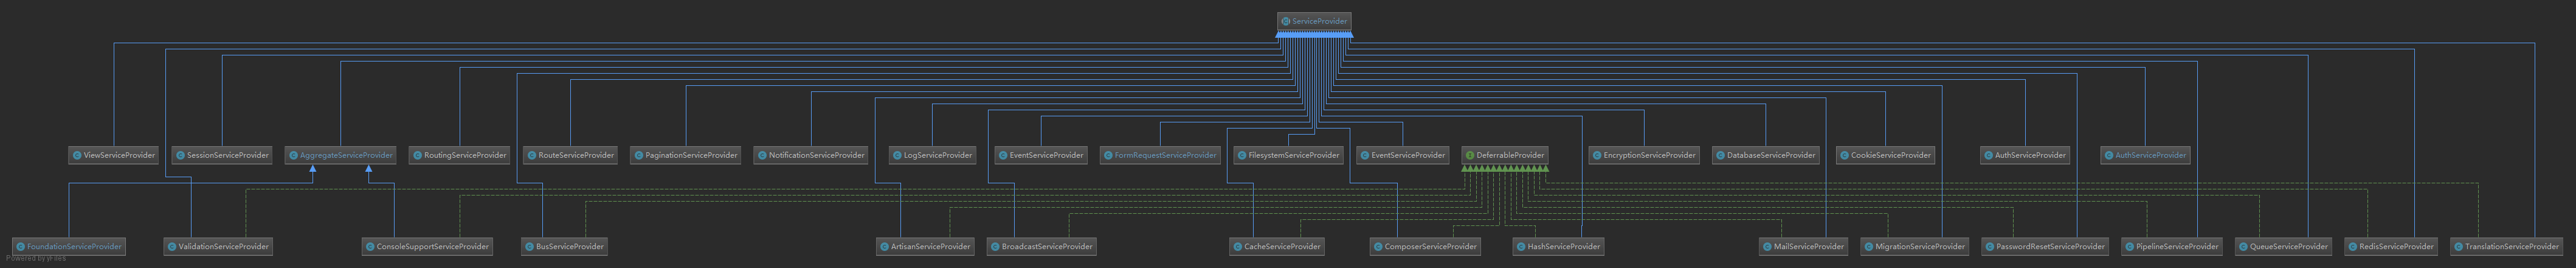 ServiceProvider
ViewServiceProvider
SessionServiceProvider
AggregateServiceProvider
RoutingServiceProvider
RouteServiceProvider
PaginationServiceProvider
NotificationServiceProvider
LogServiceProvider
EventServiceProvider
FormRequestServiceProvider
FilesystemServiceProvider
EventServiceProvider
DeferrableProvider
EncryptionServiceProvider
DatabaseServiceProvider
CookieServiceProvider
AuthServiceProvider
AuthServiceProvider
FoundationServiceProvider
ValidationServiceProvider
ConsoleSupportServiceProvider
BusServiceProvider
ArtisanServiceProvider
BroadcastServiceProvider
CacheServiceProvider
ComposerServiceProvider
HashServiceProvider
MailServiceProvider
MigrationServiceProvider
PasswordResetServiceProvider
PipelineServiceProvider
QueueServiceProvider
RedisServiceProvider
TranslationServiceProvider
Powered by yFiles